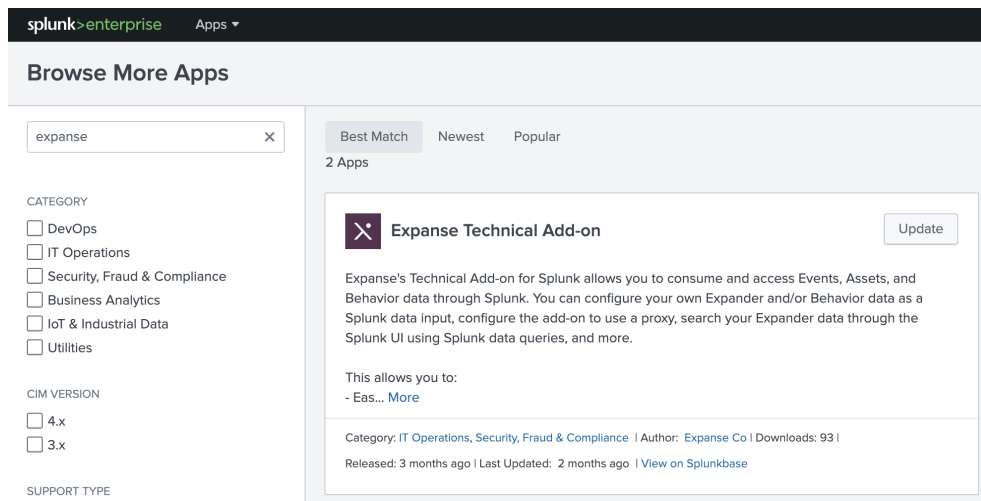 splunk>enterprise Apps ▾
Browse More Apps
expanse ×
CATEGORY
DevOps
IT Operations
Security, Fraud & Compliance
Business Analytics
IoT & Industrial Data
Utilities
CIM VERSION
4.x
3.x
SUPPORT TYPE
Best Match Newest Popular
2 Apps
Expanse Technical Add-on Update
Expanse's Technical Add-on for Splunk allows you to consume and access Events, Assets, and
Behavior data through Splunk. You can configure your own Expander and/or Behavior data as a
Splunk data input, configure the add-on to use a proxy, search your Expander data through the
Splunk UI using Splunk data queries, and more.
This allows you to:
- Eas... More
Category: IT Operations, Security, Fraud & Compliance | Author: Expanse Co | Downloads: 93 |
Released: 3 months ago | Last Updated: 2 months ago | View on Splunkbase